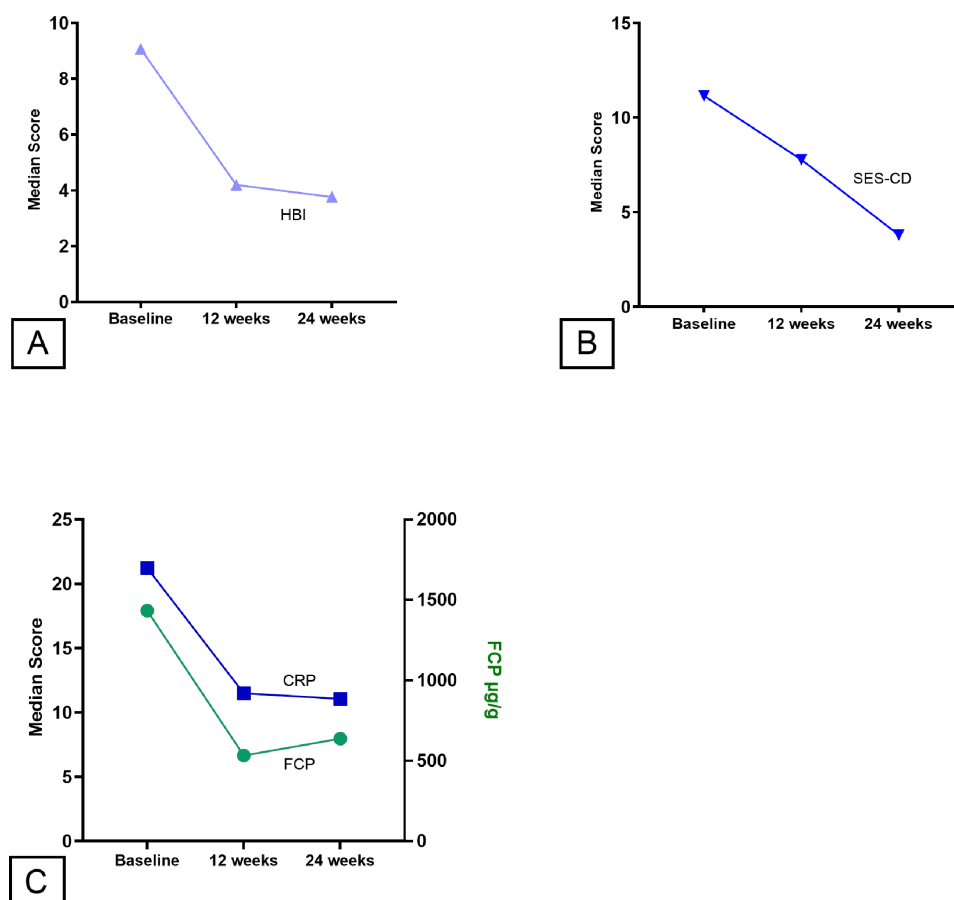 10
8
6
4
2
0
Median Score
HBI
Baseline 12 weeks 24 weeks
A
15
10
5
0
Median Score
SES-CD
Baseline 12 weeks 24 weeks
B
25
20
15
10
5
0
Median Score
2000
1500
1000
500
0
FCP µg/g
CRP
FCP
Baseline 12 weeks 24 weeks
C